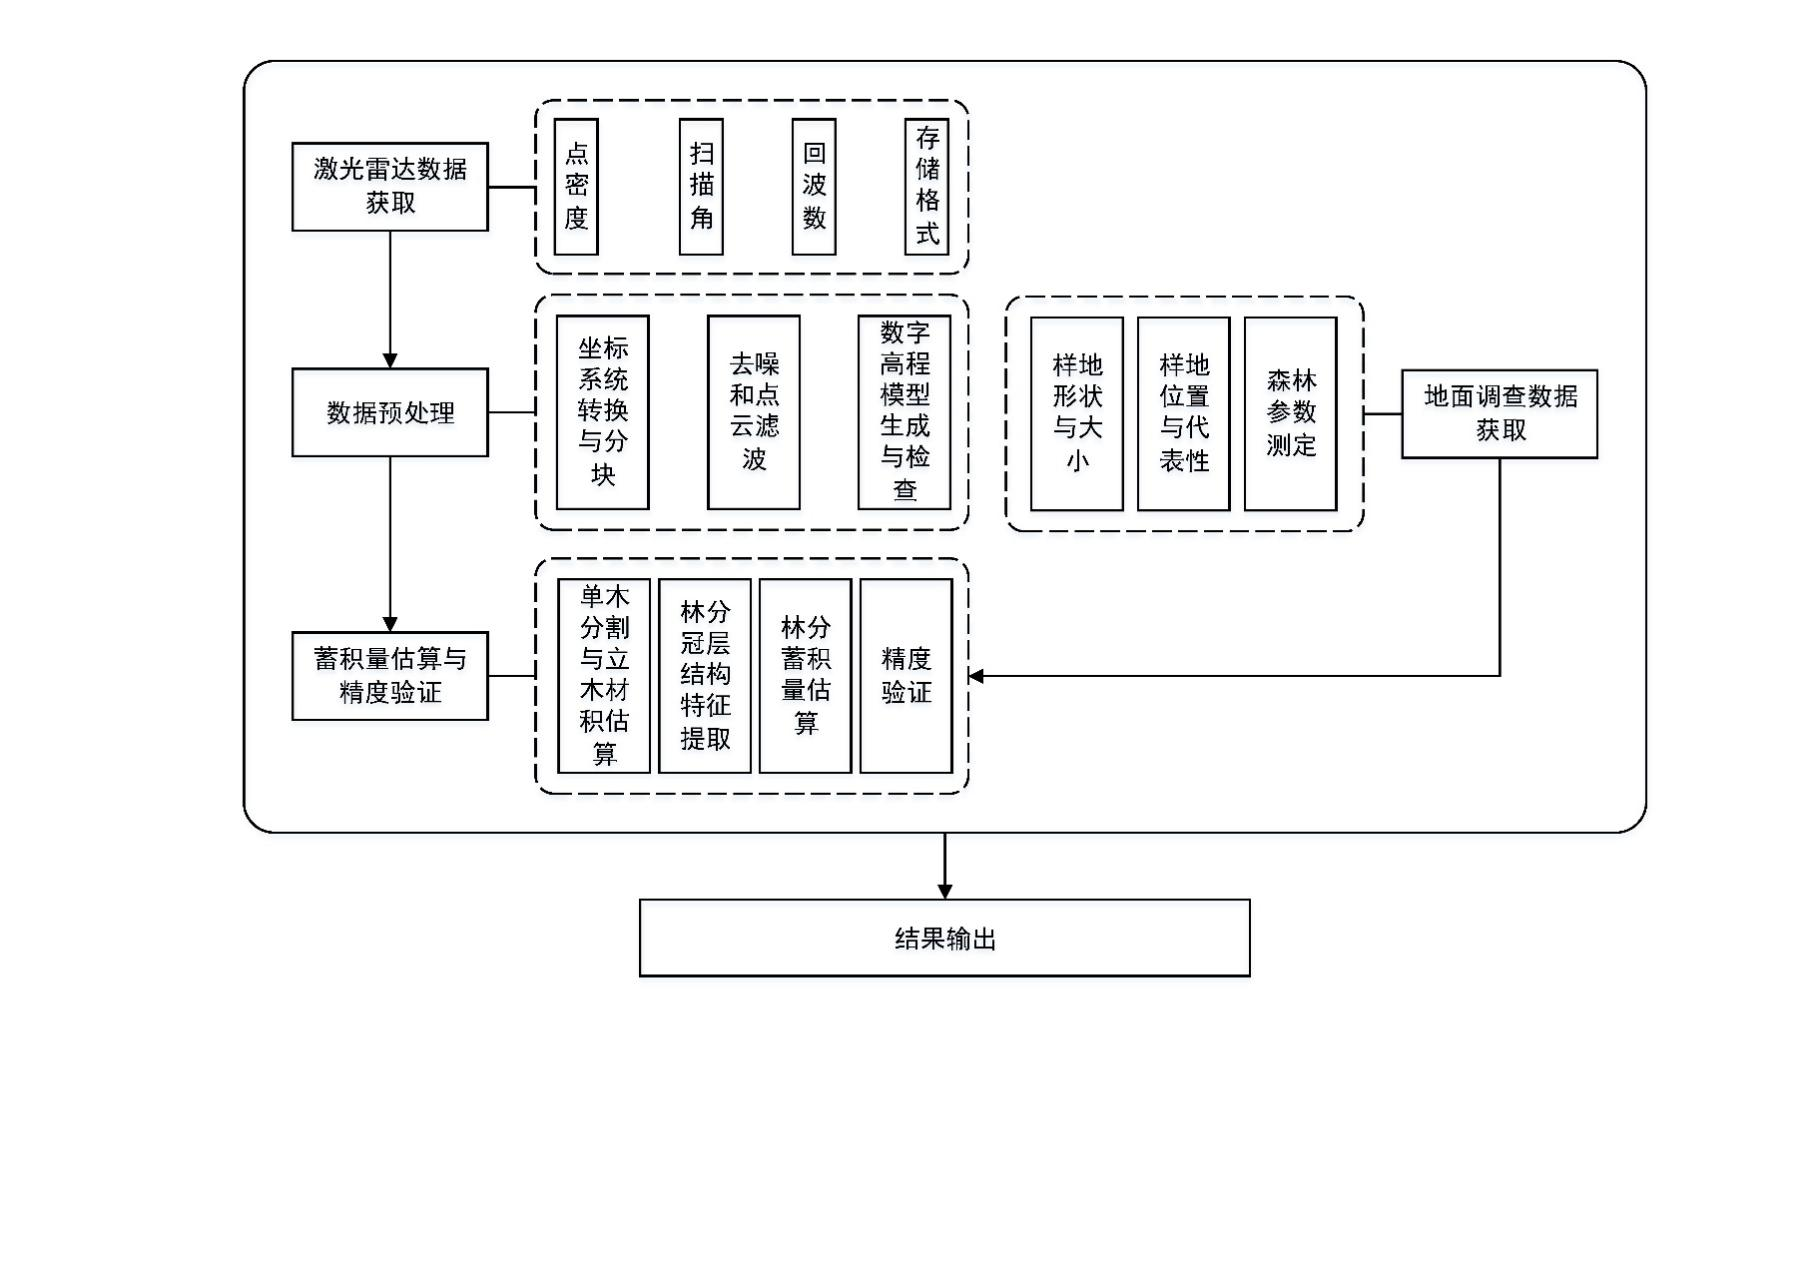 激光雷达数据
获取
点
密
度
扫
描
角
回
波
数
存
储
格
式
数据预处理
坐标
系统
转换
与分
块
去噪
和点
云滤
波
数字
高程
模型
生成
与检
查
样地
形状
与大
小
样地
位置
与代
表性
森林
参数
测定
地面调查数据
获取
蓄积量估算与
精度验证
单木
分割
与立
木材
积估
算
林分
冠层
结构
特征
提取
林分
蓄积
量估
算
精度
验证
结果输出